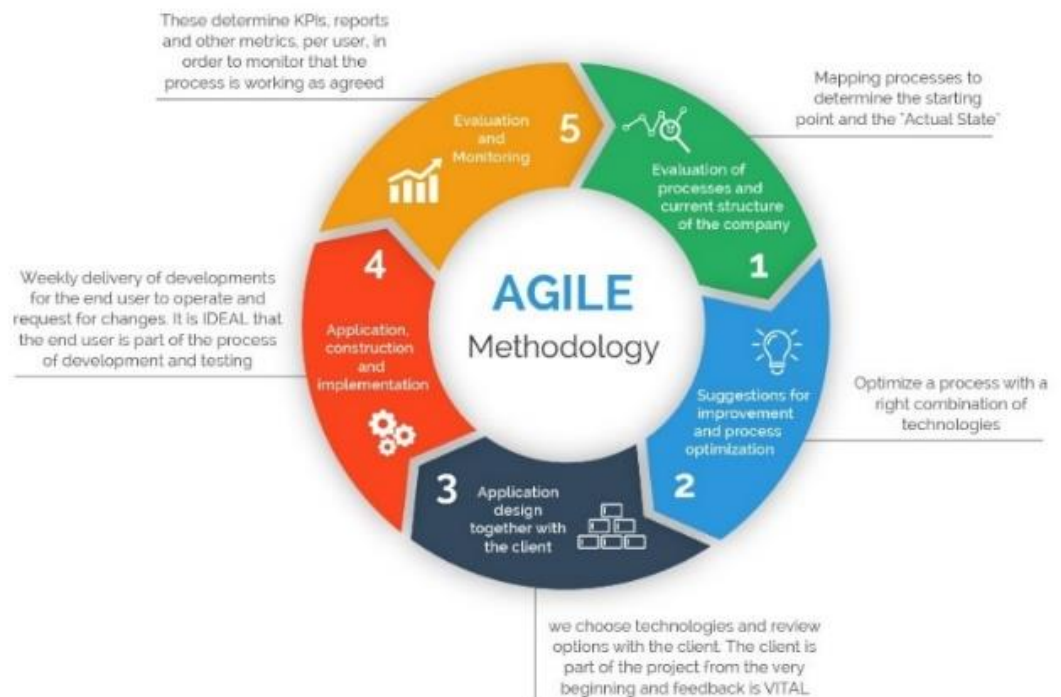 These determine KPIs, reports
and other metrics, per user, in
order to monitor that the
process is working as agreed
Mapping processes to
determine the starting
point and the "Actual State"
Evaluation
and
Monitoring
5
Evaluation of
processes and
current structure
of the company
1
AGILE
Methodology
4
Application,
construction
and
implementation
Weekly delivery of developments
for the end user to operate and
request for changes. It is IDEAL that
the end user is part of the process
of development and testing
Suggestions for
improvement
and process
optimization
2
Optimize a process with a
right combination of
technologies
3
Application
design
together with
the client
we choose technologies and review
options with the client. The client is
part of the project from the very
beginning and feedback is VITAL